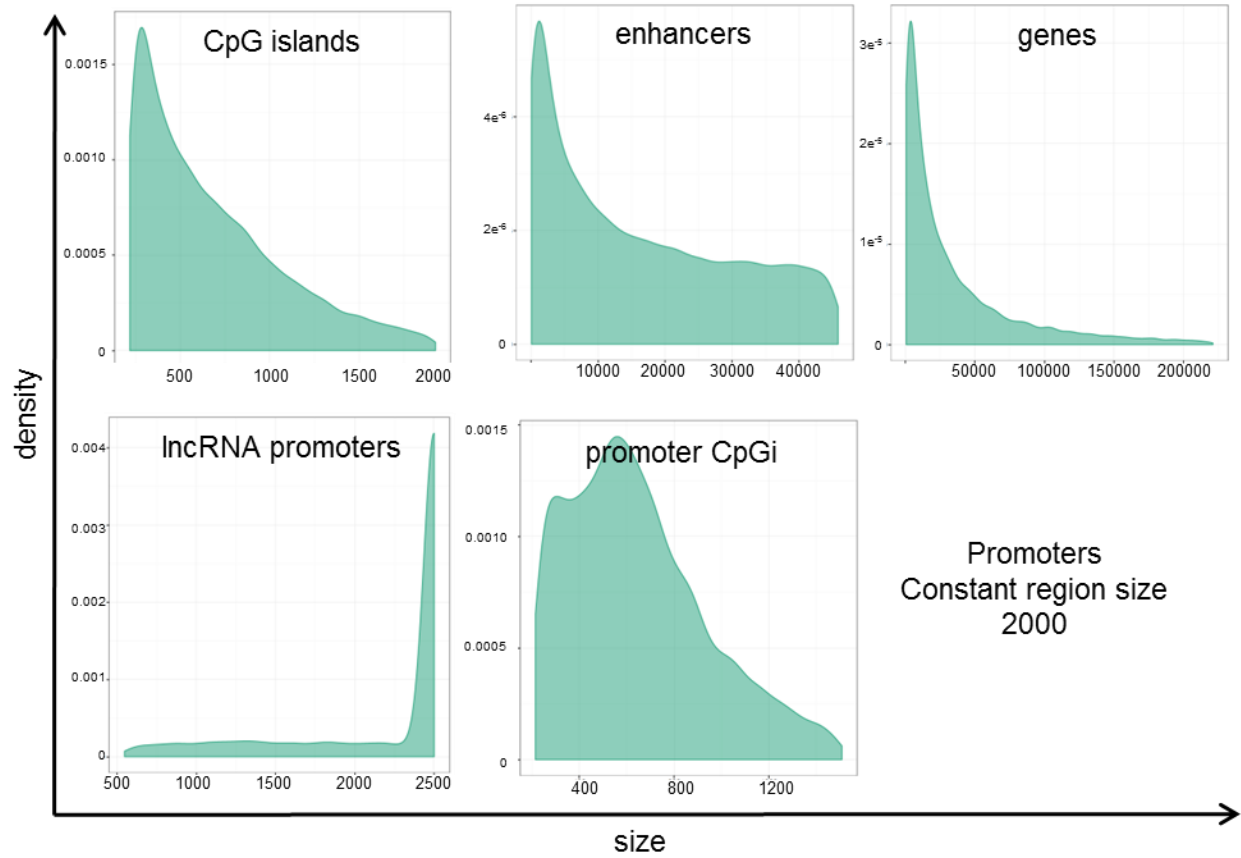 CpG islands
0.0015
0.0010
0.0005
0
500
1000
1500
2000
enhancers
4e⁻⁶
2e⁻⁶
0
10000
20000
30000
40000
genes
3e⁻⁵
2e⁻⁵
1e⁻⁵
0
50000
100000
150000
200000
density
lncRNA promoters
0.004
0.003
0.002
0.001
0
500
1000
1500
2000
2500
promoter CpGi
0.0015
0.0010
0.0005
0
400
800
1200
Promoters
Constant region size
2000
size